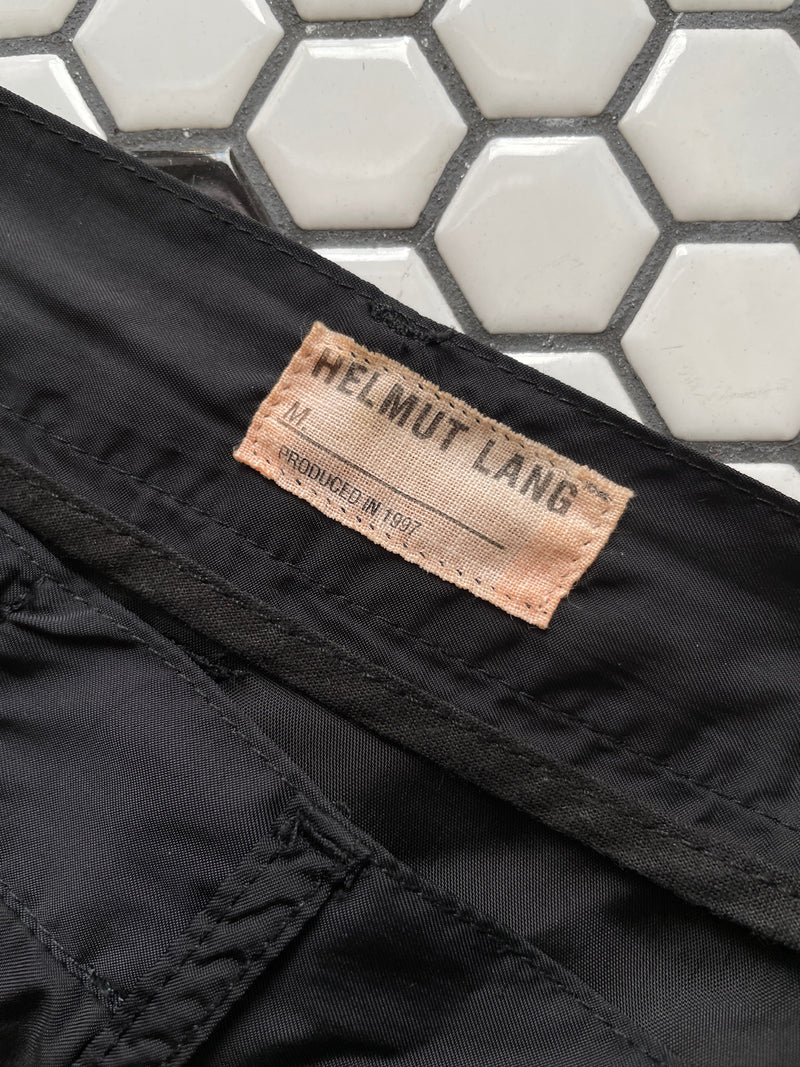 HELMUT LANG
M.
PRODUCED IN 1997